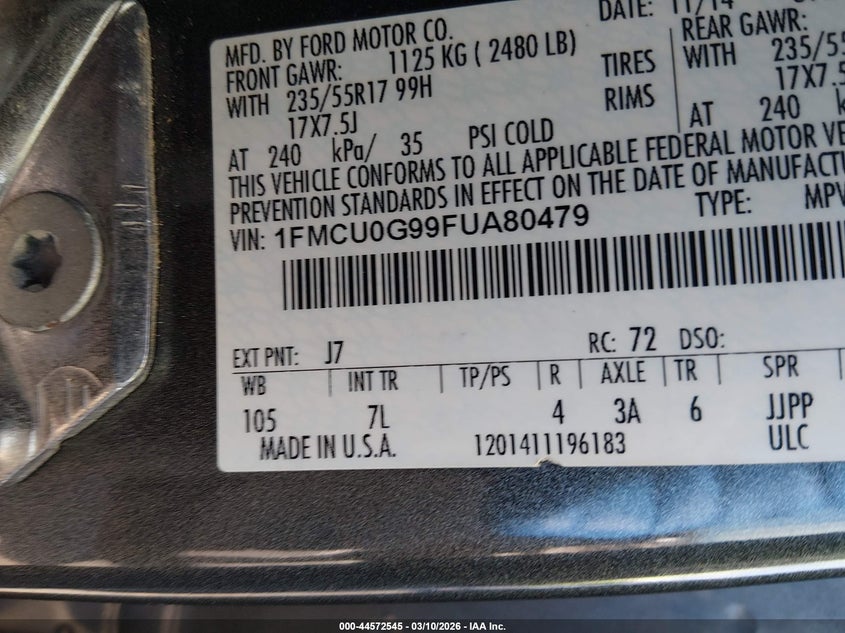 DATE: 11/14
MFD. BY FORD MOTOR CO.
FRONT GAWR: 1125 KG ( 2480 LB)
REAR GAWR:
WITH 235/55R17 99H TIRES
WITH 235/55
17X7.5J RIMS
17X7.5
AT 240 kPa/ 35 PSI COLD
AT 240
THIS VEHICLE CONFORMS TO ALL APPLICABLE FEDERAL MOTOR
PREVENTION STANDARDS IN EFFECT ON THE DATE OF
VIN: 1FMCU0G99FUA80479 TYPE: MPV
EXT PNT: J7 RC: 72 DSO:
WB INT TR TP/PS R AXLE TR SPR
105 7L 4 3A 6 JJPP
MADE IN U.S.A. 1201411196183 ULC
000-44572545 — 03/10/2026 — IAA Inc.